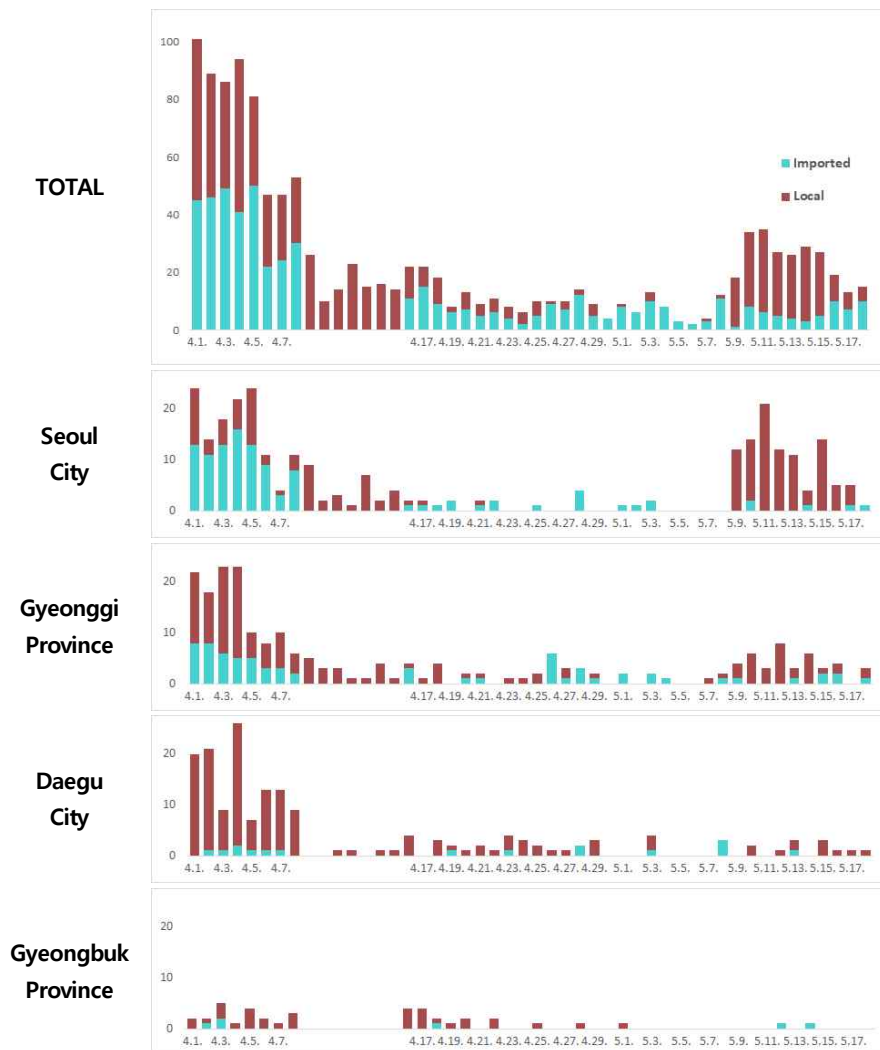 TOTAL
100
80
60
40
20
0
Imported
Local
4.1. 4.3. 4.5. 4.7. 4.17. 4.19. 4.21. 4.23. 4.25. 4.27. 4.29. 5.1. 5.3. 5.5. 5.7. 5.9. 5.11. 5.13. 5.15. 5.17.
Seoul
City
20
10
0
4.1. 4.3. 4.5. 4.7. 4.17. 4.19. 4.21. 4.23. 4.25. 4.27. 4.29. 5.1. 5.3. 5.5. 5.7. 5.9. 5.11. 5.13. 5.15. 5.17.
Gyeonggi
Province
20
10
0
4.1. 4.3. 4.5. 4.7. 4.17. 4.19. 4.21. 4.23. 4.25. 4.27. 4.29. 5.1. 5.3. 5.5. 5.7. 5.9. 5.11. 5.13. 5.15. 5.17.
Daegu
City
20
10
0
4.1. 4.3. 4.5. 4.7. 4.17. 4.19. 4.21. 4.23. 4.25. 4.27. 4.29. 5.1. 5.3. 5.5. 5.7. 5.9. 5.11. 5.13. 5.15. 5.17.
Gyeongbuk
Province
20
10
0
4.1. 4.3. 4.5. 4.7. 4.17. 4.19. 4.21. 4.23. 4.25. 4.27. 4.29. 5.1. 5.3. 5.5. 5.7. 5.9. 5.11. 5.13. 5.15. 5.17.